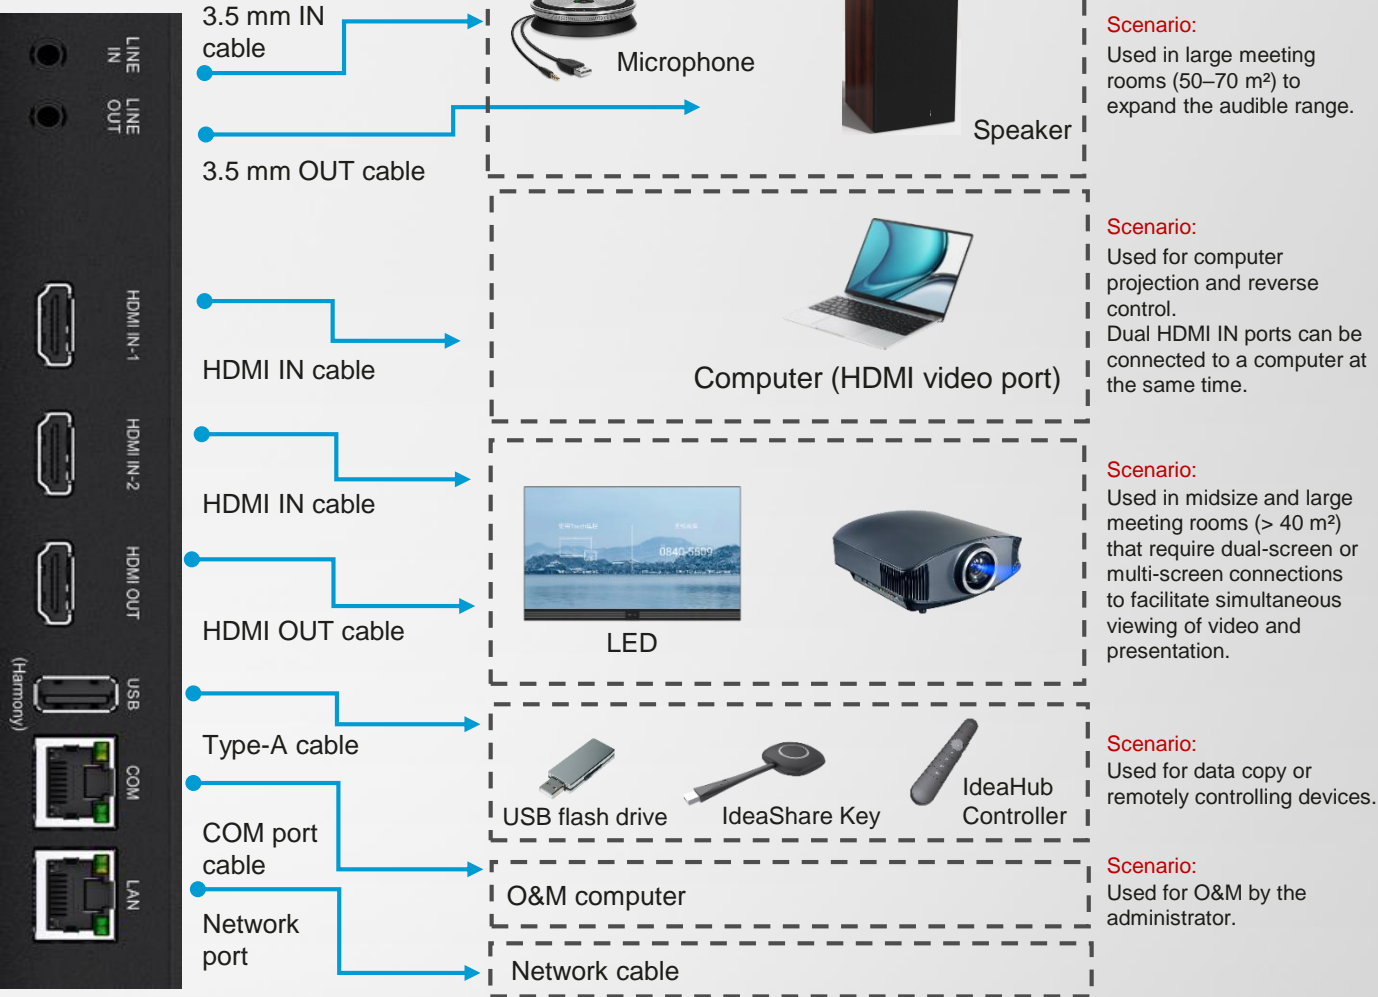 LINE
IN
LINE
OUT
HDMI IN-1
HDMI IN-2
HDMI OUT
USB
(Harmony)
COM
LAN
3.5 mm IN
cable
3.5 mm OUT cable
HDMI IN cable
HDMI IN cable
HDMI OUT cable
Type-A cable
COM port
cable
Network
port
Microphone
Speaker
Computer (HDMI video port)
0840-5509
LED
USB flash drive
IdeaShare Key
IdeaHub
Controller
O&M computer
Network cable
Scenario:
Used in large meeting
rooms (50–70 m²) to
expand the audible range.
Scenario:
Used for computer
projection and reverse
control.
Dual HDMI IN ports can be
connected to a computer at
the same time.
Scenario:
Used in midsize and large
meeting rooms (> 40 m²)
that require dual-screen or
multi-screen connections
to facilitate simultaneous
viewing of video and
presentation.
Scenario:
Used for data copy or
remotely controlling devices.
Scenario:
Used for O&M by the
administrator.